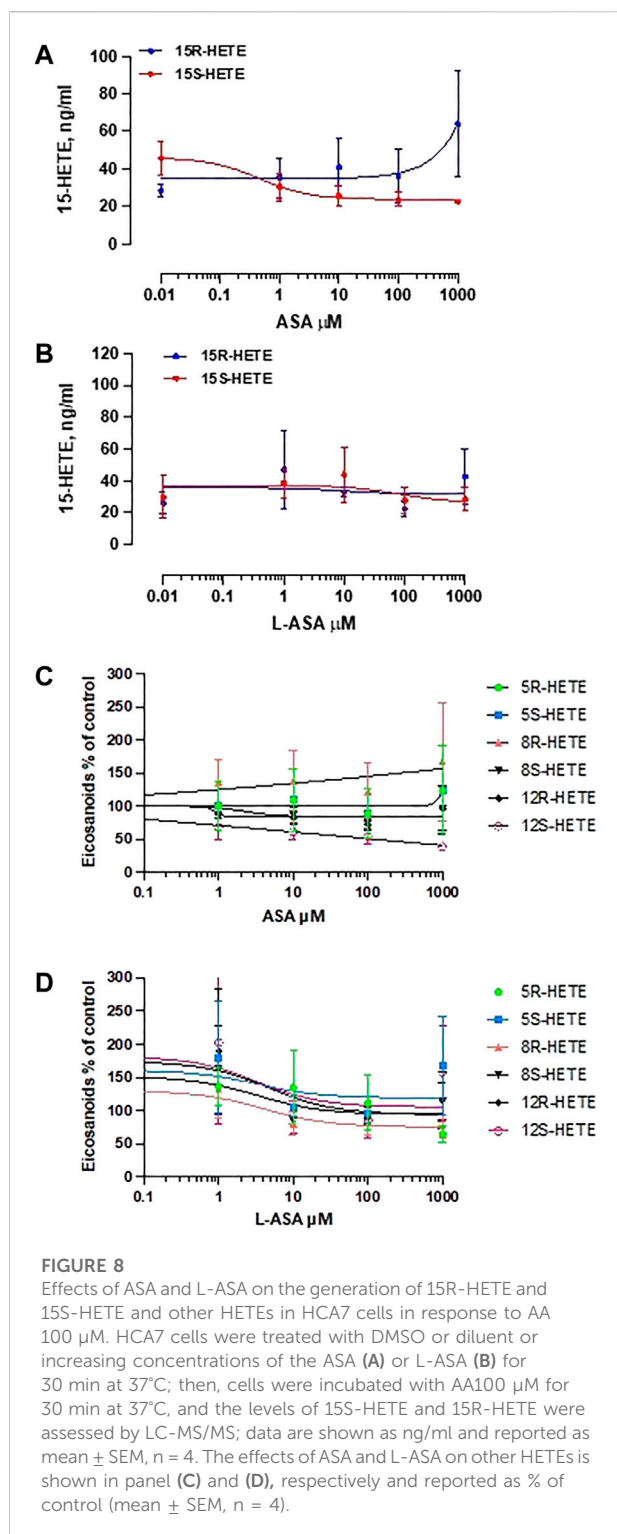 A
15R-HETE
15S-HETE
100
80
60
40
20
0
15-HETE, ng/ml
0.01
1
10
100
1000
ASA μM
B
15R-HETE
15S-HETE
120
100
80
60
40
20
0
15-HETE, ng/ml
0.01
1
10
100
1000
L-ASA μM
C
300
250
200
150
100
50
0
Eicosanoids % of control
0.1
1
10
100
1000
ASA μM
5R-HETE
5S-HETE
8R-HETE
8S-HETE
12R-HETE
12S-HETE
D
300
250
200
150
100
50
0
Eicosanoids % of control
0.1
1
10
100
1000
L-ASA μM
5R-HETE
5S-HETE
8R-HETE
8S-HETE
12R-HETE
12S-HETE
FIGURE 8
Effects of ASA and L-ASA on the generation of 15R-HETE and
15S-HETE and other HETEs in HCA7 cells in response to AA
100 μM. HCA7 cells were treated with DMSO or diluent or
increasing concentrations of the ASA (A) or L-ASA (B) for
30 min at 37°C; then, cells were incubated with AA100 μM for
30 min at 37°C, and the levels of 15S-HETE and 15R-HETE were
assessed by LC-MS/MS; data are shown as ng/ml and reported as
mean ± SEM, n = 4. The effects of ASA and L-ASA on other HETEs is
shown in panel (C) and (D), respectively and reported as % of
control (mean ± SEM, n = 4).